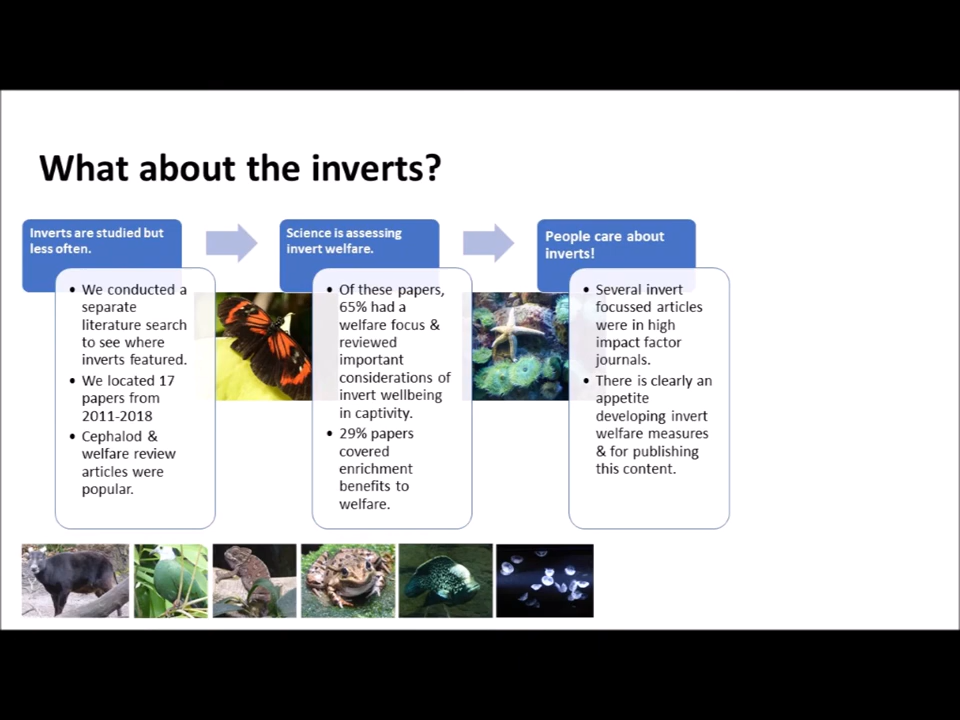 What about the inverts?
Inverts are studied but
less often.
• We conducted a
separate
literature search
to see where
inverts featured.
• We located 17
papers from
2011-2018
• Cephalod &
welfare review
articles were
popular.
Science is assessing
invert welfare.
• Of these papers,
65% had a
welfare focus &
reviewed
important
considerations of
invert wellbeing
in captivity.
• 29% papers
covered
enrichment
benefits to
welfare.
People care about
inverts!
• Several invert
focussed articles
were in high
impact factor
journals.
• There is clearly an
appetite
developing invert
welfare measures
& for publishing
this content.